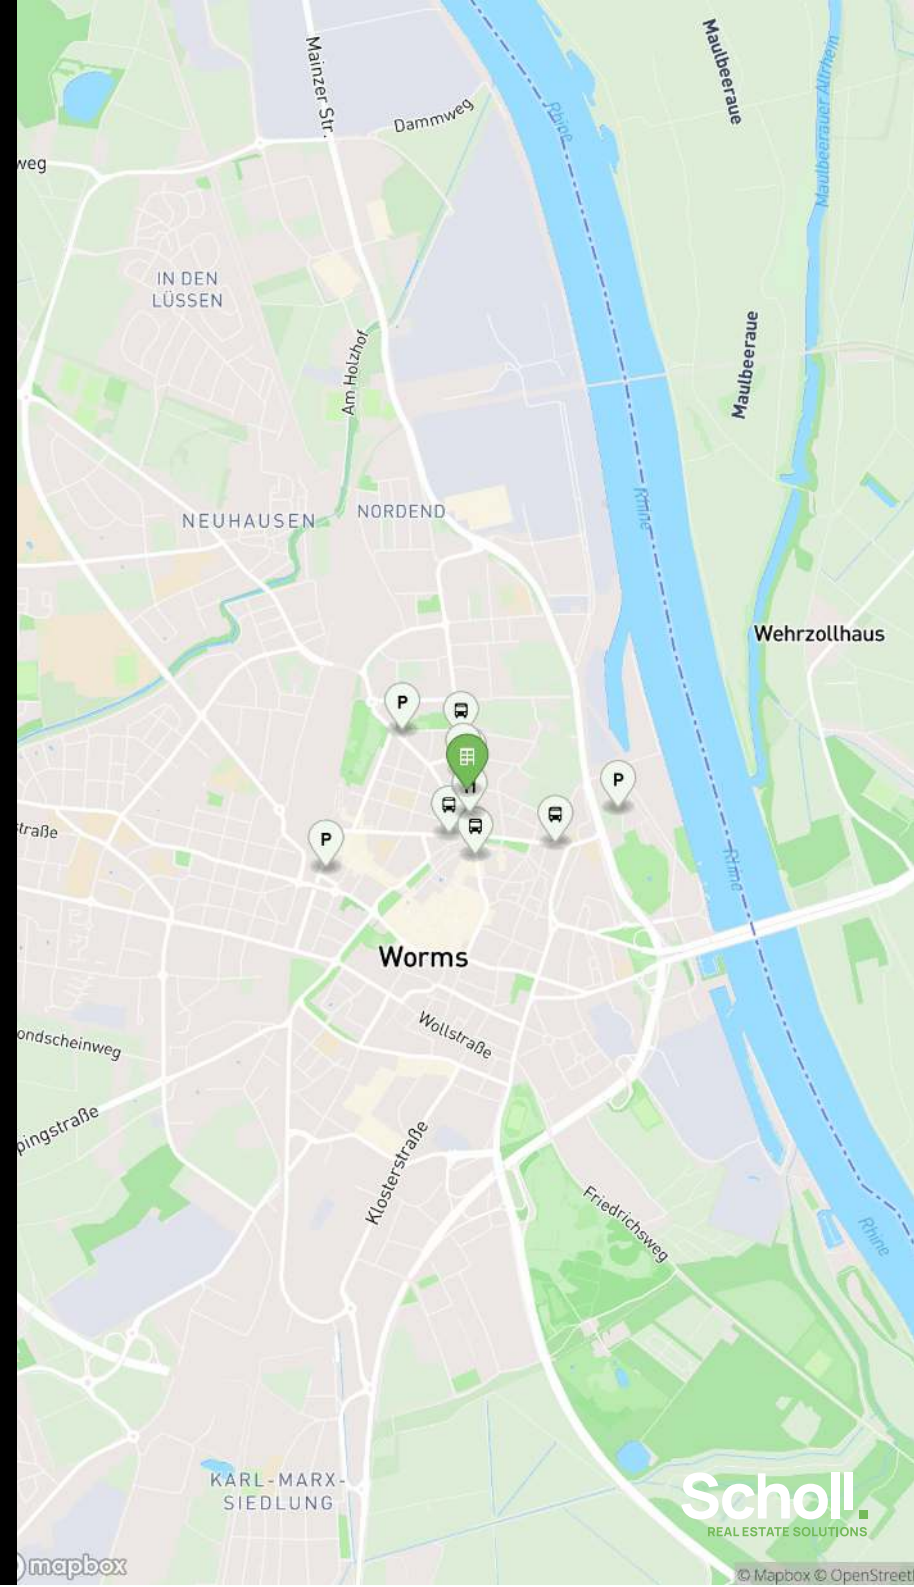 Mainzer Str.
Dammweg
Rhine
Maulbeeraue
Maulbeerauer Altrhein
weg
IN DEN
LÜSSEN
Am Holzhof
Maulbeeraue
NEUHAUSEN
NORDEND
Rhine
Wehrzollhaus
P
P
P
straße
Rhine
Worms
Wollstraße
ondscheinweg
pingstraße
Klosterstraße
Friedrichsweg
Rhine
KARL-MARX-
SIEDLUNG
Scholl.
REAL ESTATE SOLUTIONS
mapbox
© Mapbox © OpenStreet